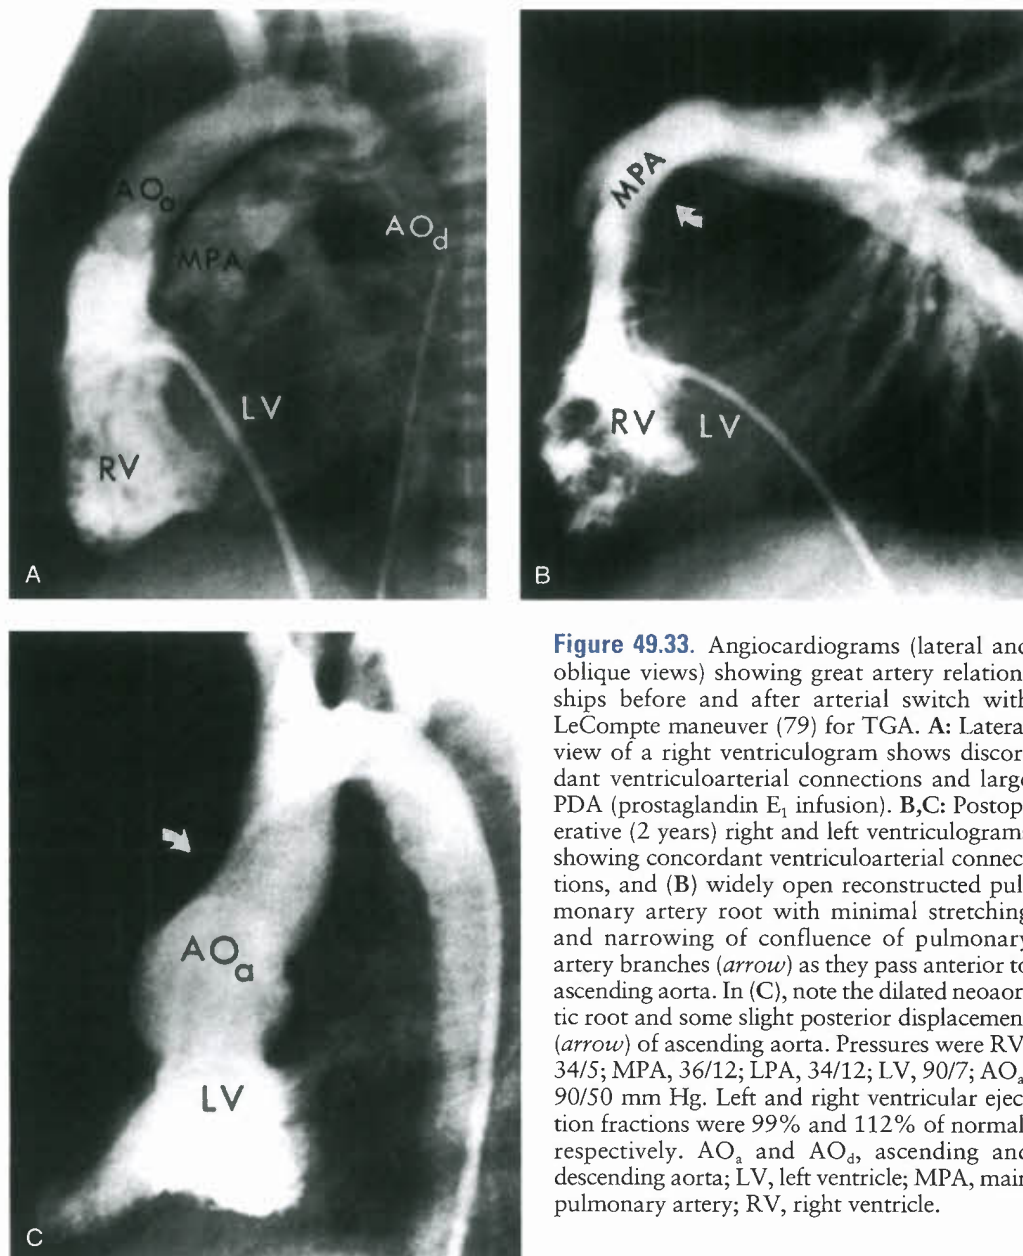 AOa
MPA
AOd
LV
RV
A
MPA
RV
LV
B
AOa
LV
C
Figure 49.33. Angiocardiograms (lateral and
oblique views) showing great artery relation
ships before and after arterial switch with
LeCompte maneuver (79) for TGA. A: Latera
view of a right ventriculogram shows discor
dant ventriculoarterial connections and large
PDA (prostaglandin E₁ infusion). B,C: Postop
erative (2 years) right and left ventriculogram
showing concordant ventriculoarterial connec
tions, and (B) widely open reconstructed pul
monary artery root with minimal stretching
and narrowing of confluence of pulmonary
artery branches (arrow) as they pass anterior to
ascending aorta. In (C), note the dilated neoaor
tic root and some slight posterior displacemen
(arrow) of ascending aorta. Pressures were RV
34/5; MPA, 36/12; LPA, 34/12; LV, 90/7; AOₐ
90/50 mm Hg. Left and right ventricular ejec
tion fractions were 99% and 112% of normal
respectively. AOₐ and AOd, ascending and
descending aorta; LV, left ventricle; MPA, main
pulmonary artery; RV, right ventricle.